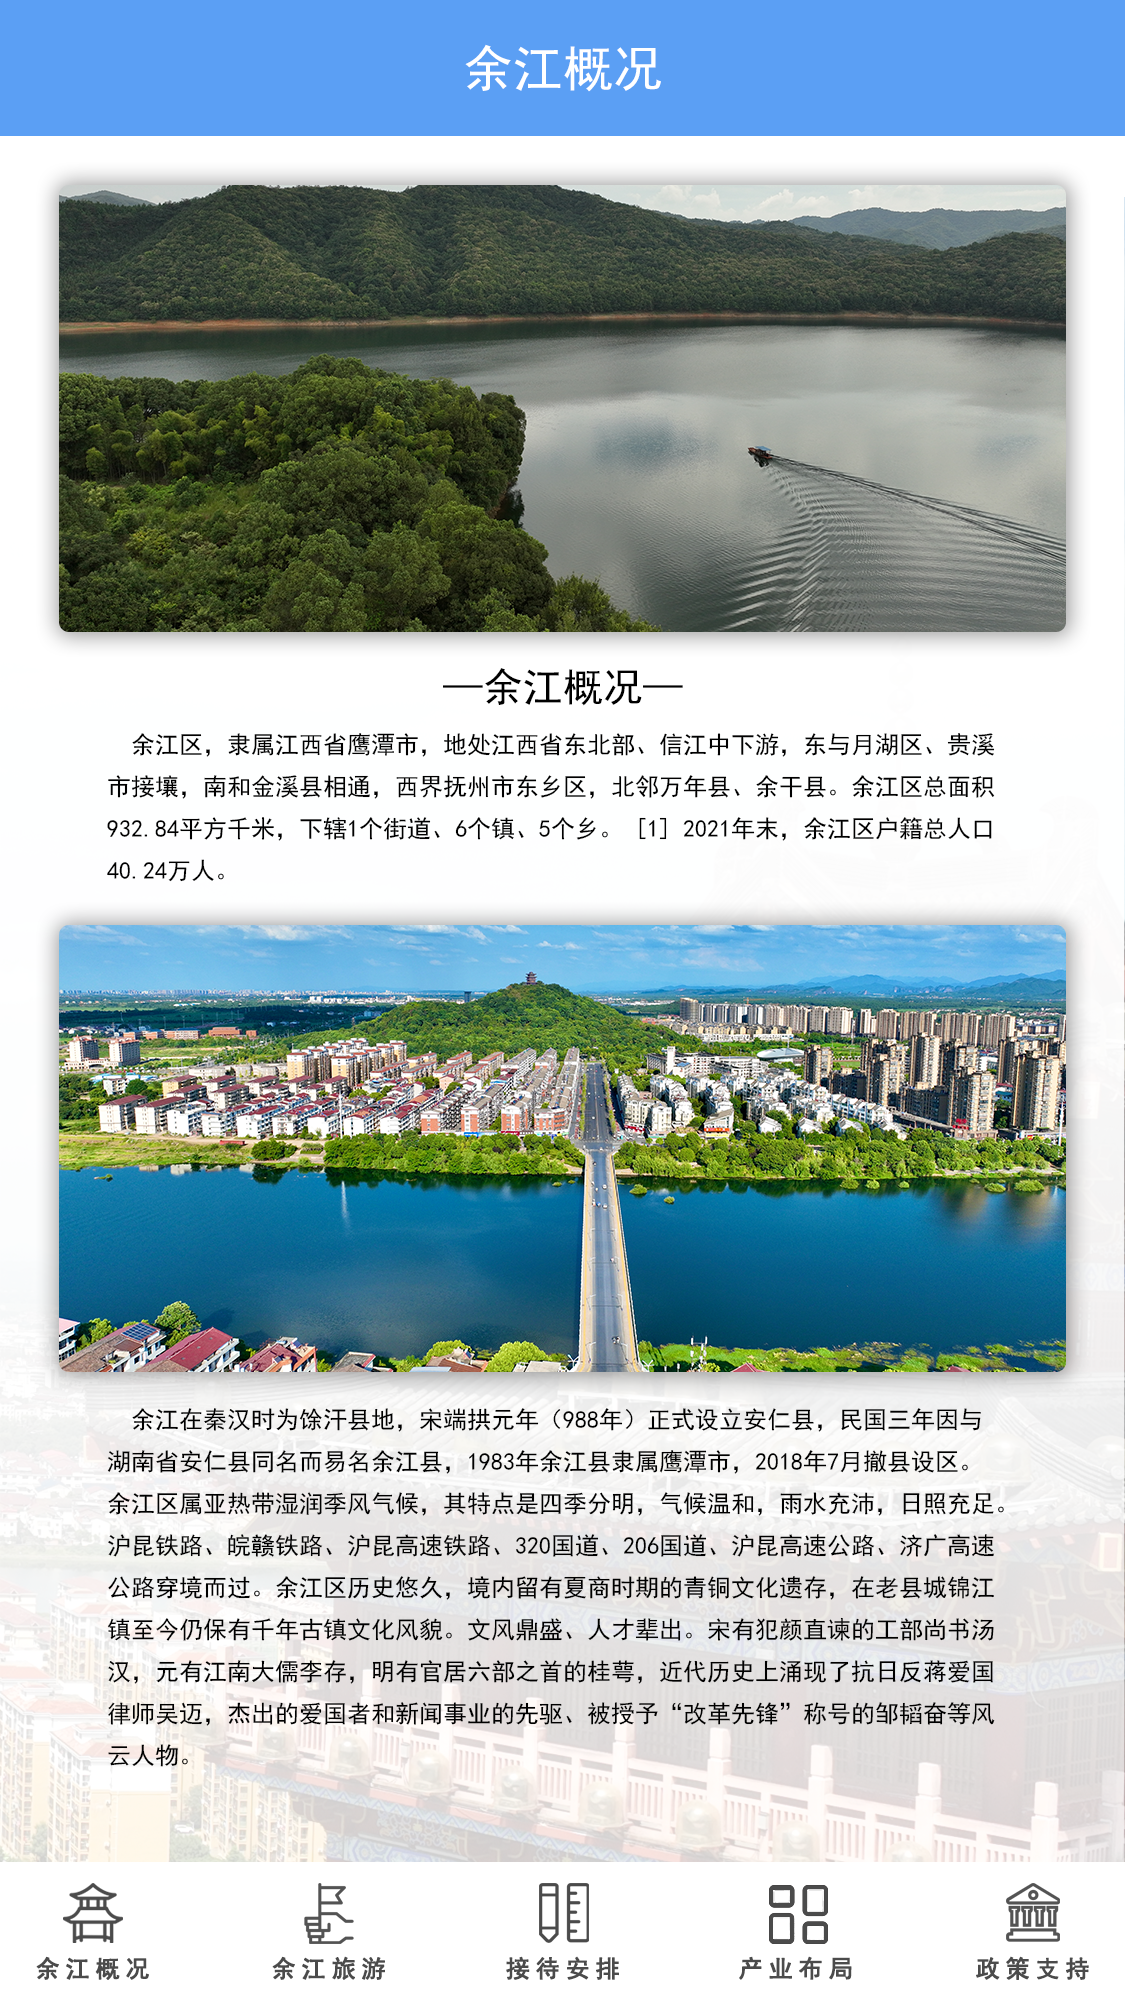 余江概况
—余江概况—
余江区，隶属江西省鹰潭市，地处江西省东北部、信江中下游，东与月湖区、贵溪
市接壤，南和金溪县相通，西界抚州市东乡区，北邻万年县、余干县。余江区总面积
932.84平方千米，下辖1个街道、6个镇、5个乡。［1］2021年末，余江区户籍总人口
40.24万人。
余江在秦汉时为馀汗县地，宋端拱元年（988年）正式设立安仁县，民国三年因与
湖南省安仁县同名而易名余江县，1983年余江县隶属鹰潭市，2018年7月撤县设区。
余江区属亚热带湿润季风气候，其特点是四季分明，气候温和，雨水充沛，日照充足。
沪昆铁路、皖赣铁路、沪昆高速铁路、320国道、206国道、沪昆高速公路、济广高速
公路穿境而过。余江区历史悠久，境内留有夏商时期的青铜文化遗存，在老县城锦江
镇至今仍保有千年古镇文化风貌。文风鼎盛、人才辈出。宋有犯颜直谏的工部尚书汤
汉，元有江南大儒李存，明有官居六部之首的桂萼，近代历史上涌现了抗日反蒋爱国
律师吴迈，杰出的爱国者和新闻事业的先驱、被授予“改革先锋”称号的邹韬奋等风
云人物。
余江概况
余江旅游
接待安排
产业布局
政策支持